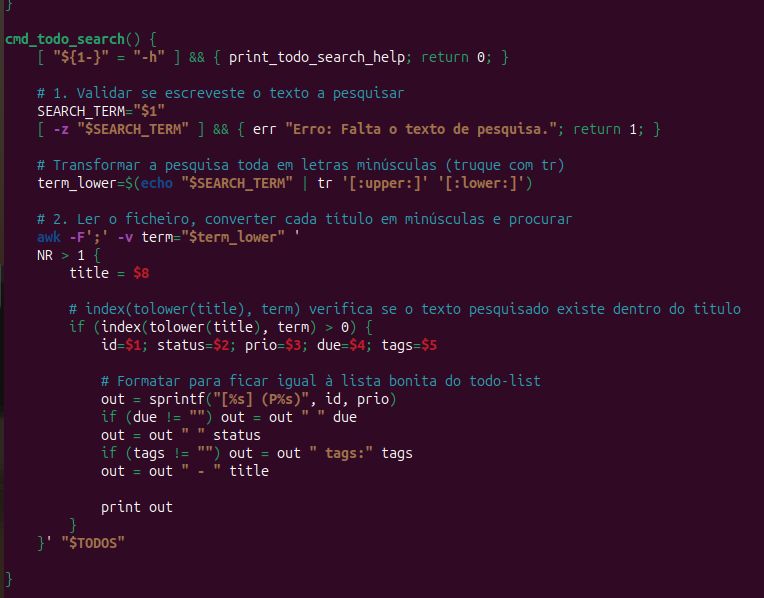 }
cmd_todo_search() {
    [ "${1-}" = "-h" ] && { print_todo_search_help; return 0; }

    # 1. Validar se escreveste o texto a pesquisar
    SEARCH_TERM="$1"
    [ -z "$SEARCH_TERM" ] && { err "Erro: Falta o texto de pesquisa."; return 1; }

    # Transformar a pesquisa toda em letras minúsculas (truque com tr)
    term_lower=$(echo "$SEARCH_TERM" | tr '[:upper:]' '[:lower:]')

    # 2. Ler o ficheiro, converter cada titulo em minúsculas e procurar
    awk -F';' -v term="$term_lower" '
    NR > 1 {
        title = $8

        # index(tolower(title), term) verifica se o texto pesquisado existe dentro do titulo
        if (index(tolower(title), term) > 0) {
            id=$1; status=$2; prio=$3; due=$4; tags=$5

            # Formatar para ficar igual à lista bonita do todo-list
            out = sprintf("[%s] (P%s)", id, prio)
            if (due != "") out = out " " due
            out = out " " status
            if (tags != "") out = out " tags:" tags
            out = out " - " title

            print out
        }
    }' "$TODOS"

}